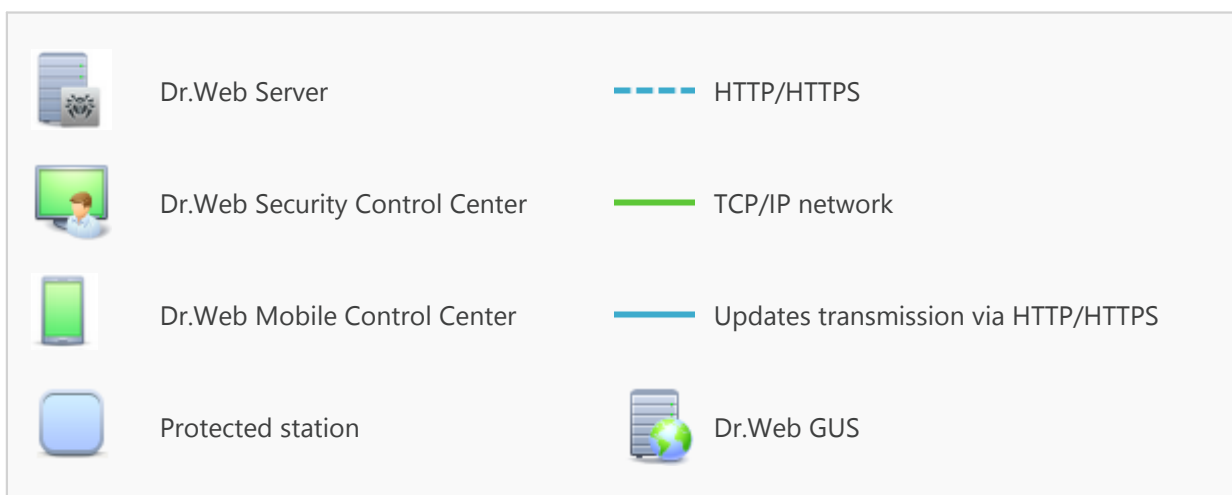 Dr.Web Server
HTTP/HTTPS
Dr.Web Security Control Center
TCP/IP network
Dr.Web Mobile Control Center
Updates transmission via HTTP/HTTPS
Protected station
Dr.Web GUS